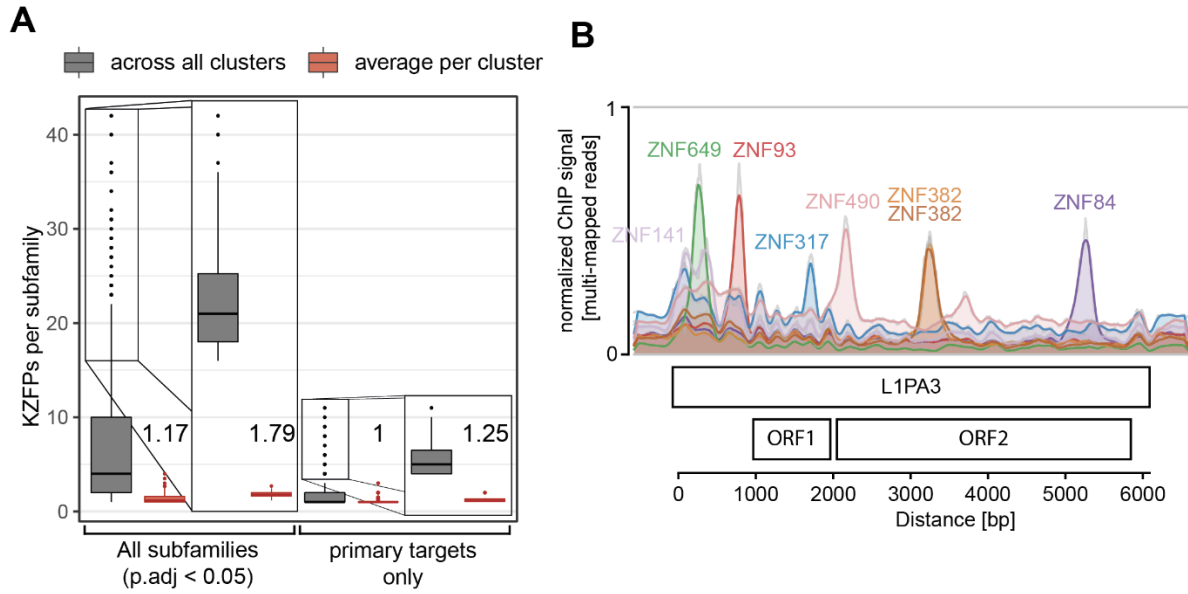 A
across all clusters
average per cluster
KZFPs per subfamily
40
30
20
10
0
1.17
1.79
1
1.25
All subfamilies
(p.adj < 0.05)
primary targets
only
B
normalized ChIP signal
[multi-mapped reads]
1
0
ZNF649
ZNF93
ZNF141
ZNF317
ZNF490
ZNF382
ZNF382
ZNF84
L1PA3
ORF1
ORF2
0 1000 2000 3000 4000 5000 6000
Distance [bp]